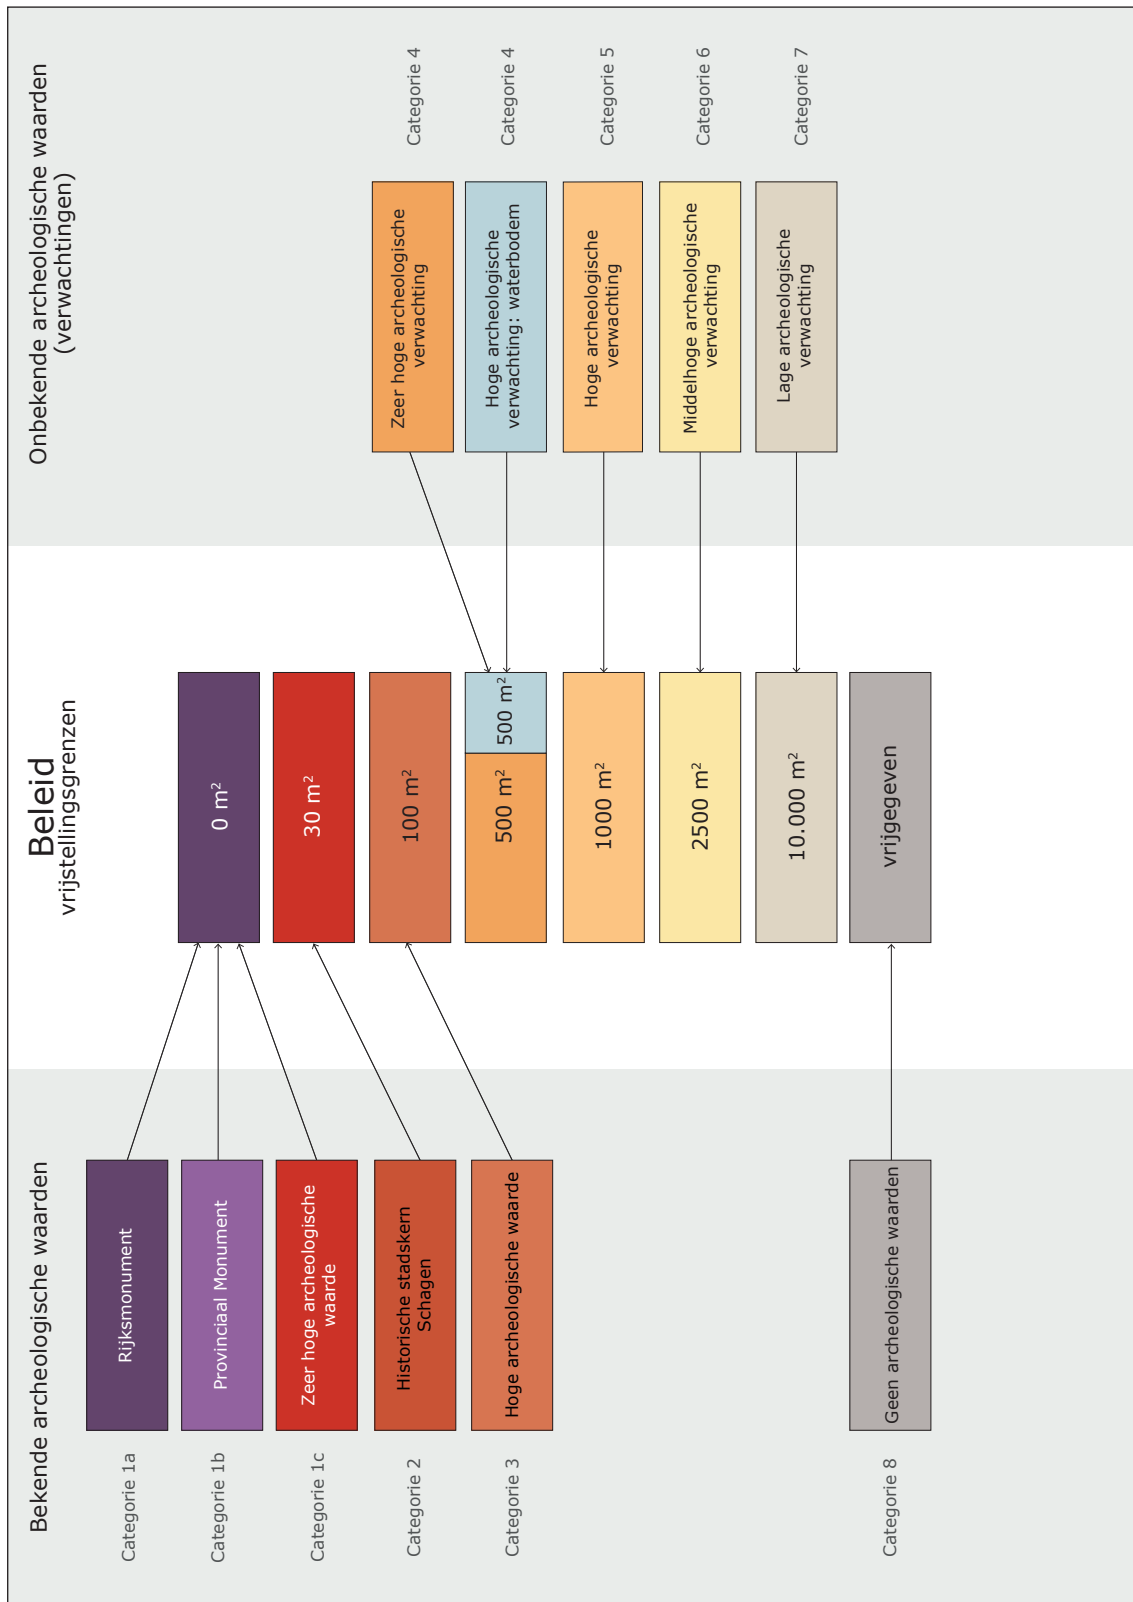 Bekende archeologische waarden
Categorie 1a
Rijksmonument
Categorie 1b
Provinciaal Monument
Categorie 1c
Zeer hoge archeologische
waarde
Categorie 2
Historische stadskern
Schagen
Categorie 3
Hoge archeologische waarde
Categorie 8
Geen archeologische waarden
Beleid
vrijstellingsgrenzen
0 m²
30 m²
100 m²
500 m²
500 m²
1000 m²
2500 m²
10.000 m²
vrijgegeven
Onbekende archeologische waarden
(verwachtingen)
Zeer hoge archeologische
verwachting
Categorie 4
Hoge archeologische
verwachting: waterbodem
Categorie 4
Hoge archeologische
verwachting
Categorie 5
Middelhoge archeologische
verwachting
Categorie 6
Lage archeologische
verwachting
Categorie 7